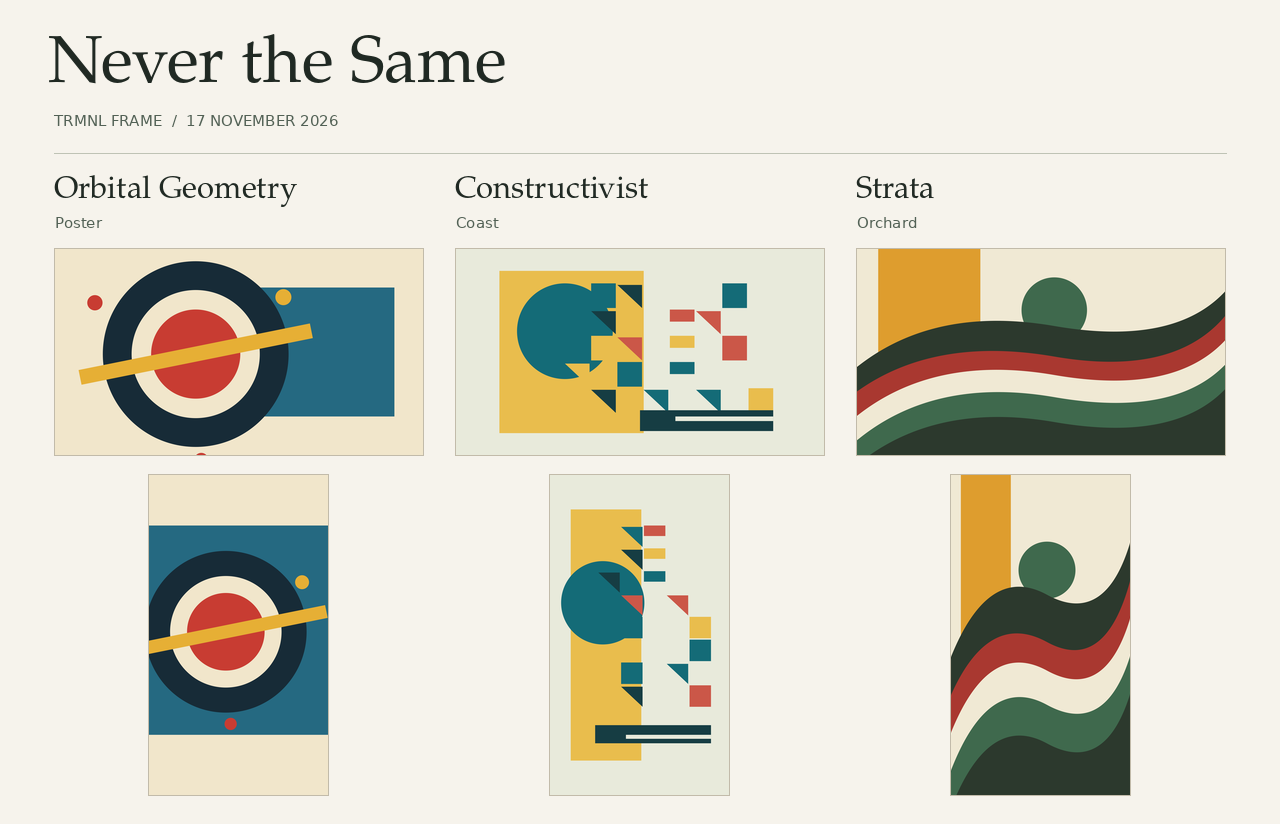 Never the Same
TRMNL FRAME / 17 NOVEMBER 2026
Orbital Geometry
Poster
Constructivist
Coast
Strata
Orchard